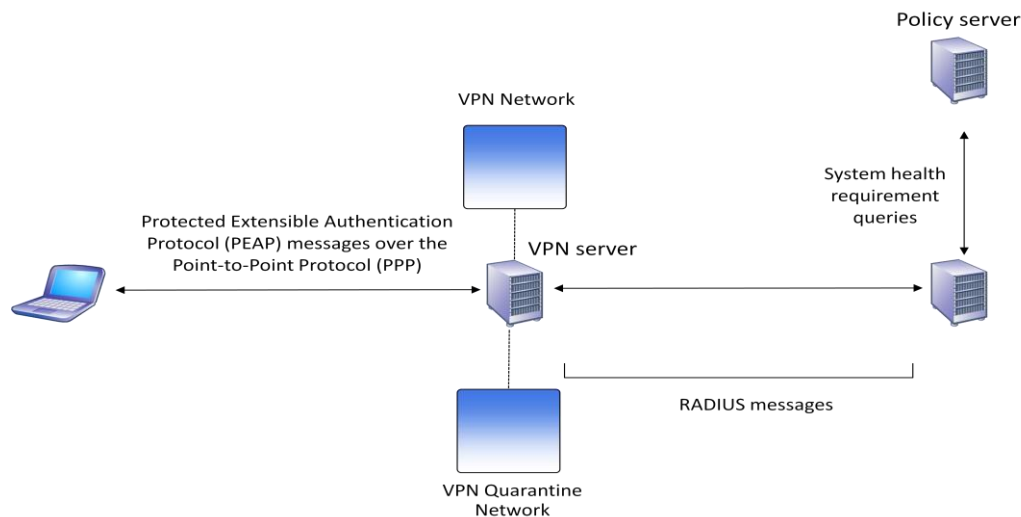 Policy server
VPN Network
System health
requirement
queries
Protected Extensible Authentication
Protocol (PEAP) messages over the
Point-to-Point Protocol (PPP)
VPN server
RADIUS messages
VPN Quarantine
Network